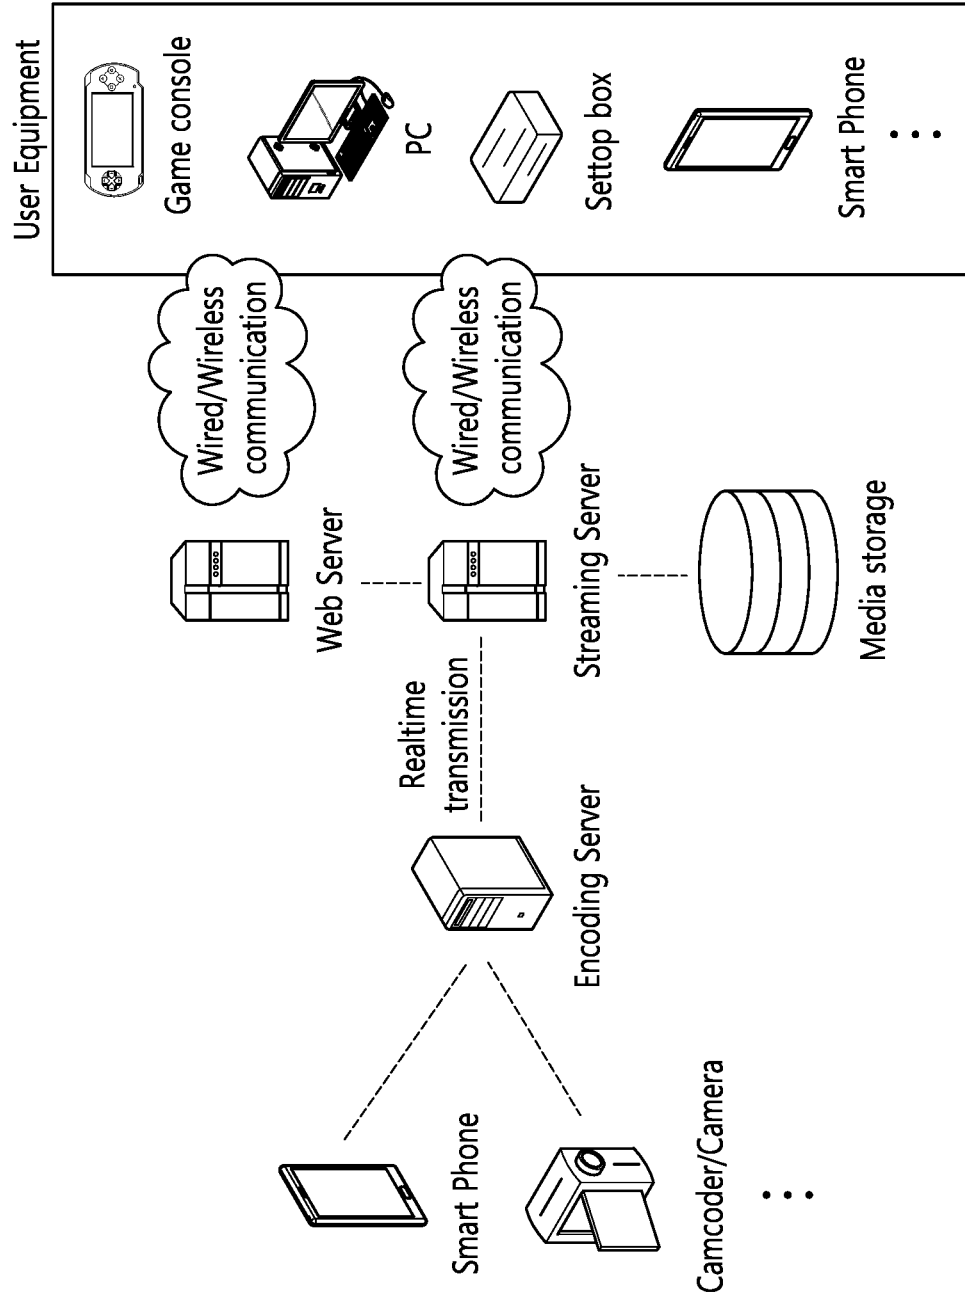 User Equipment
Game console
PC
Settop box
Smart Phone
Wired/Wireless
communication
Wired/Wireless
communication
Web Server
Streaming Server
Media storage
Realtime
transmission
Encoding Server
Smart Phone
Camcoder/Camera